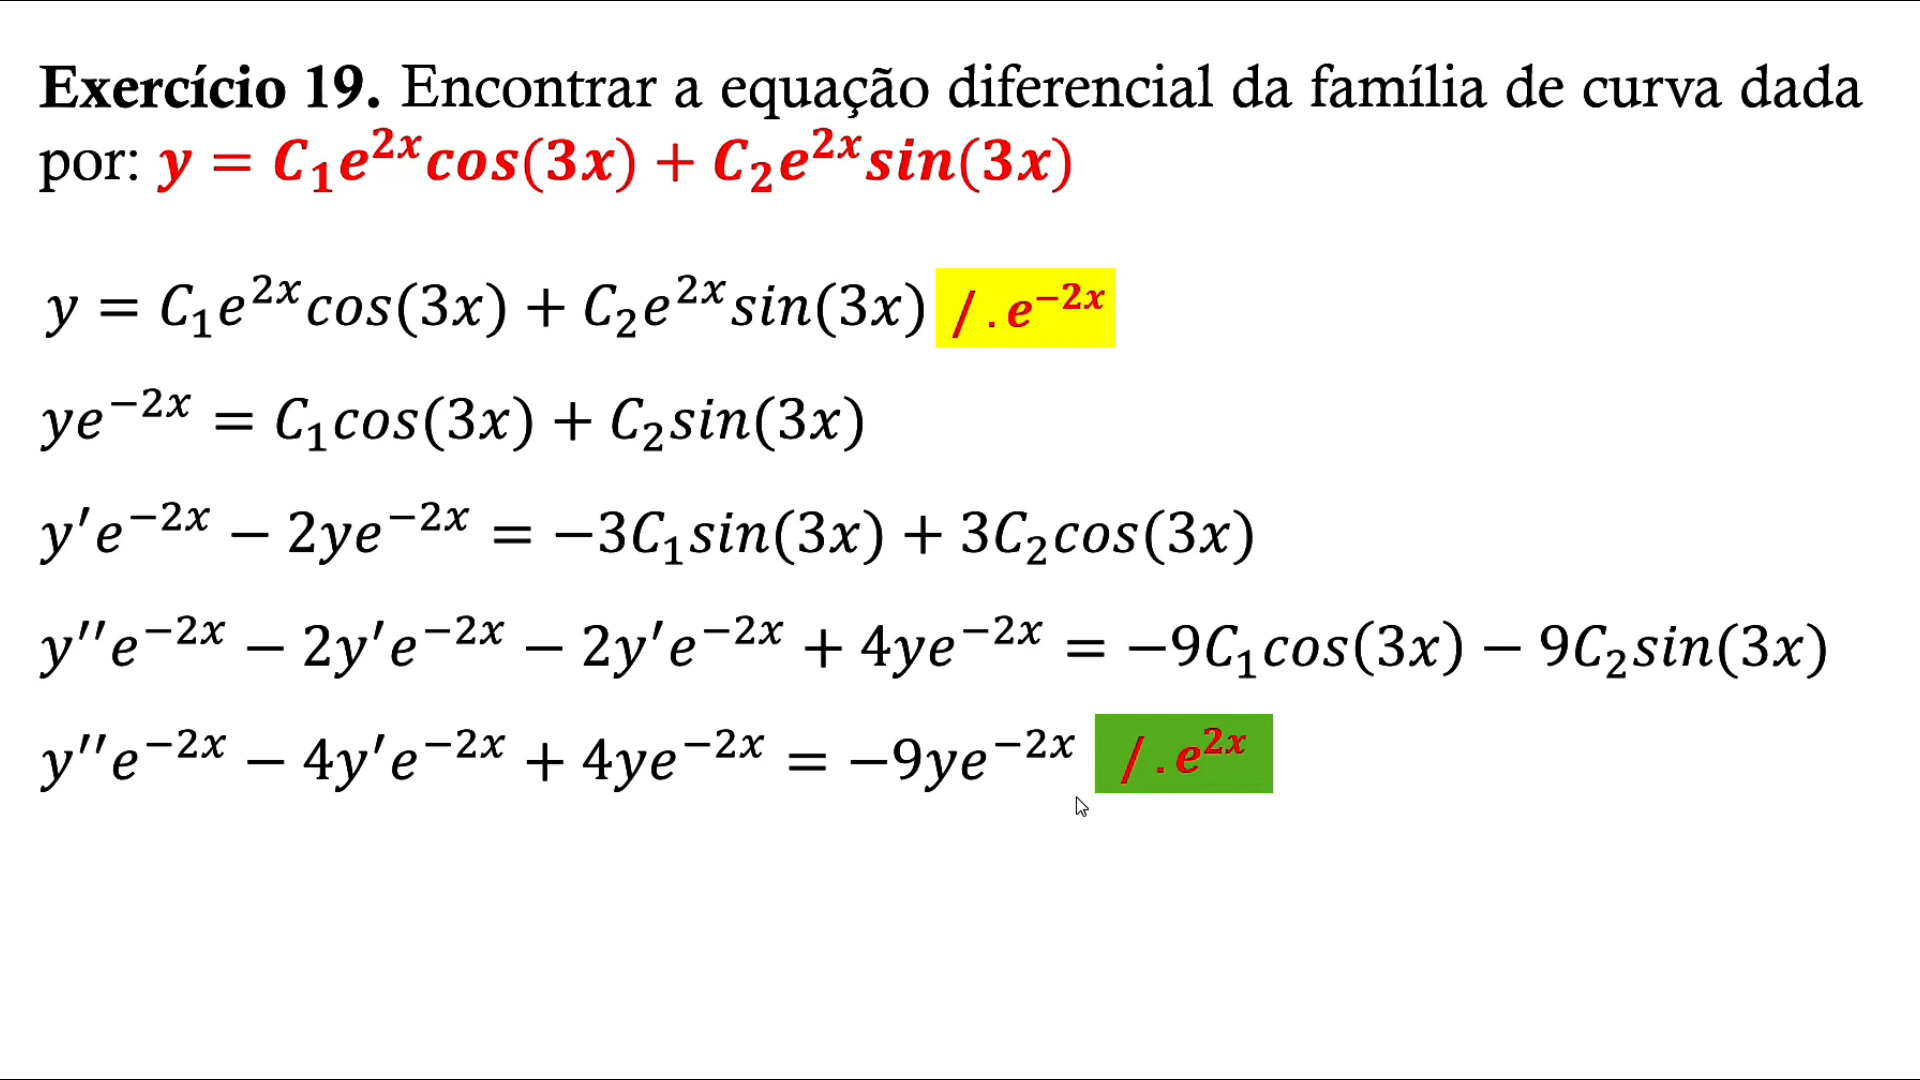 Exercício 19. Encontrar a equação diferencial da família de curva dada
por: y = C₁e²ˣcos(3x) + C₂e²ˣsin(3x)
y = C₁e²ˣcos(3x) + C₂e²ˣsin(3x) / . e⁻²ˣ
ye⁻²ˣ = C₁cos(3x) + C₂sin(3x)
y′e⁻²ˣ − 2ye⁻²ˣ = −3C₁sin(3x) + 3C₂cos(3x)
y′′e⁻²ˣ − 2y′e⁻²ˣ − 2y′e⁻²ˣ + 4ye⁻²ˣ = −9C₁cos(3x) − 9C₂sin(3x)
y′′e⁻²ˣ − 4y′e⁻²ˣ + 4ye⁻²ˣ = −9ye⁻²ˣ / . e²ˣ